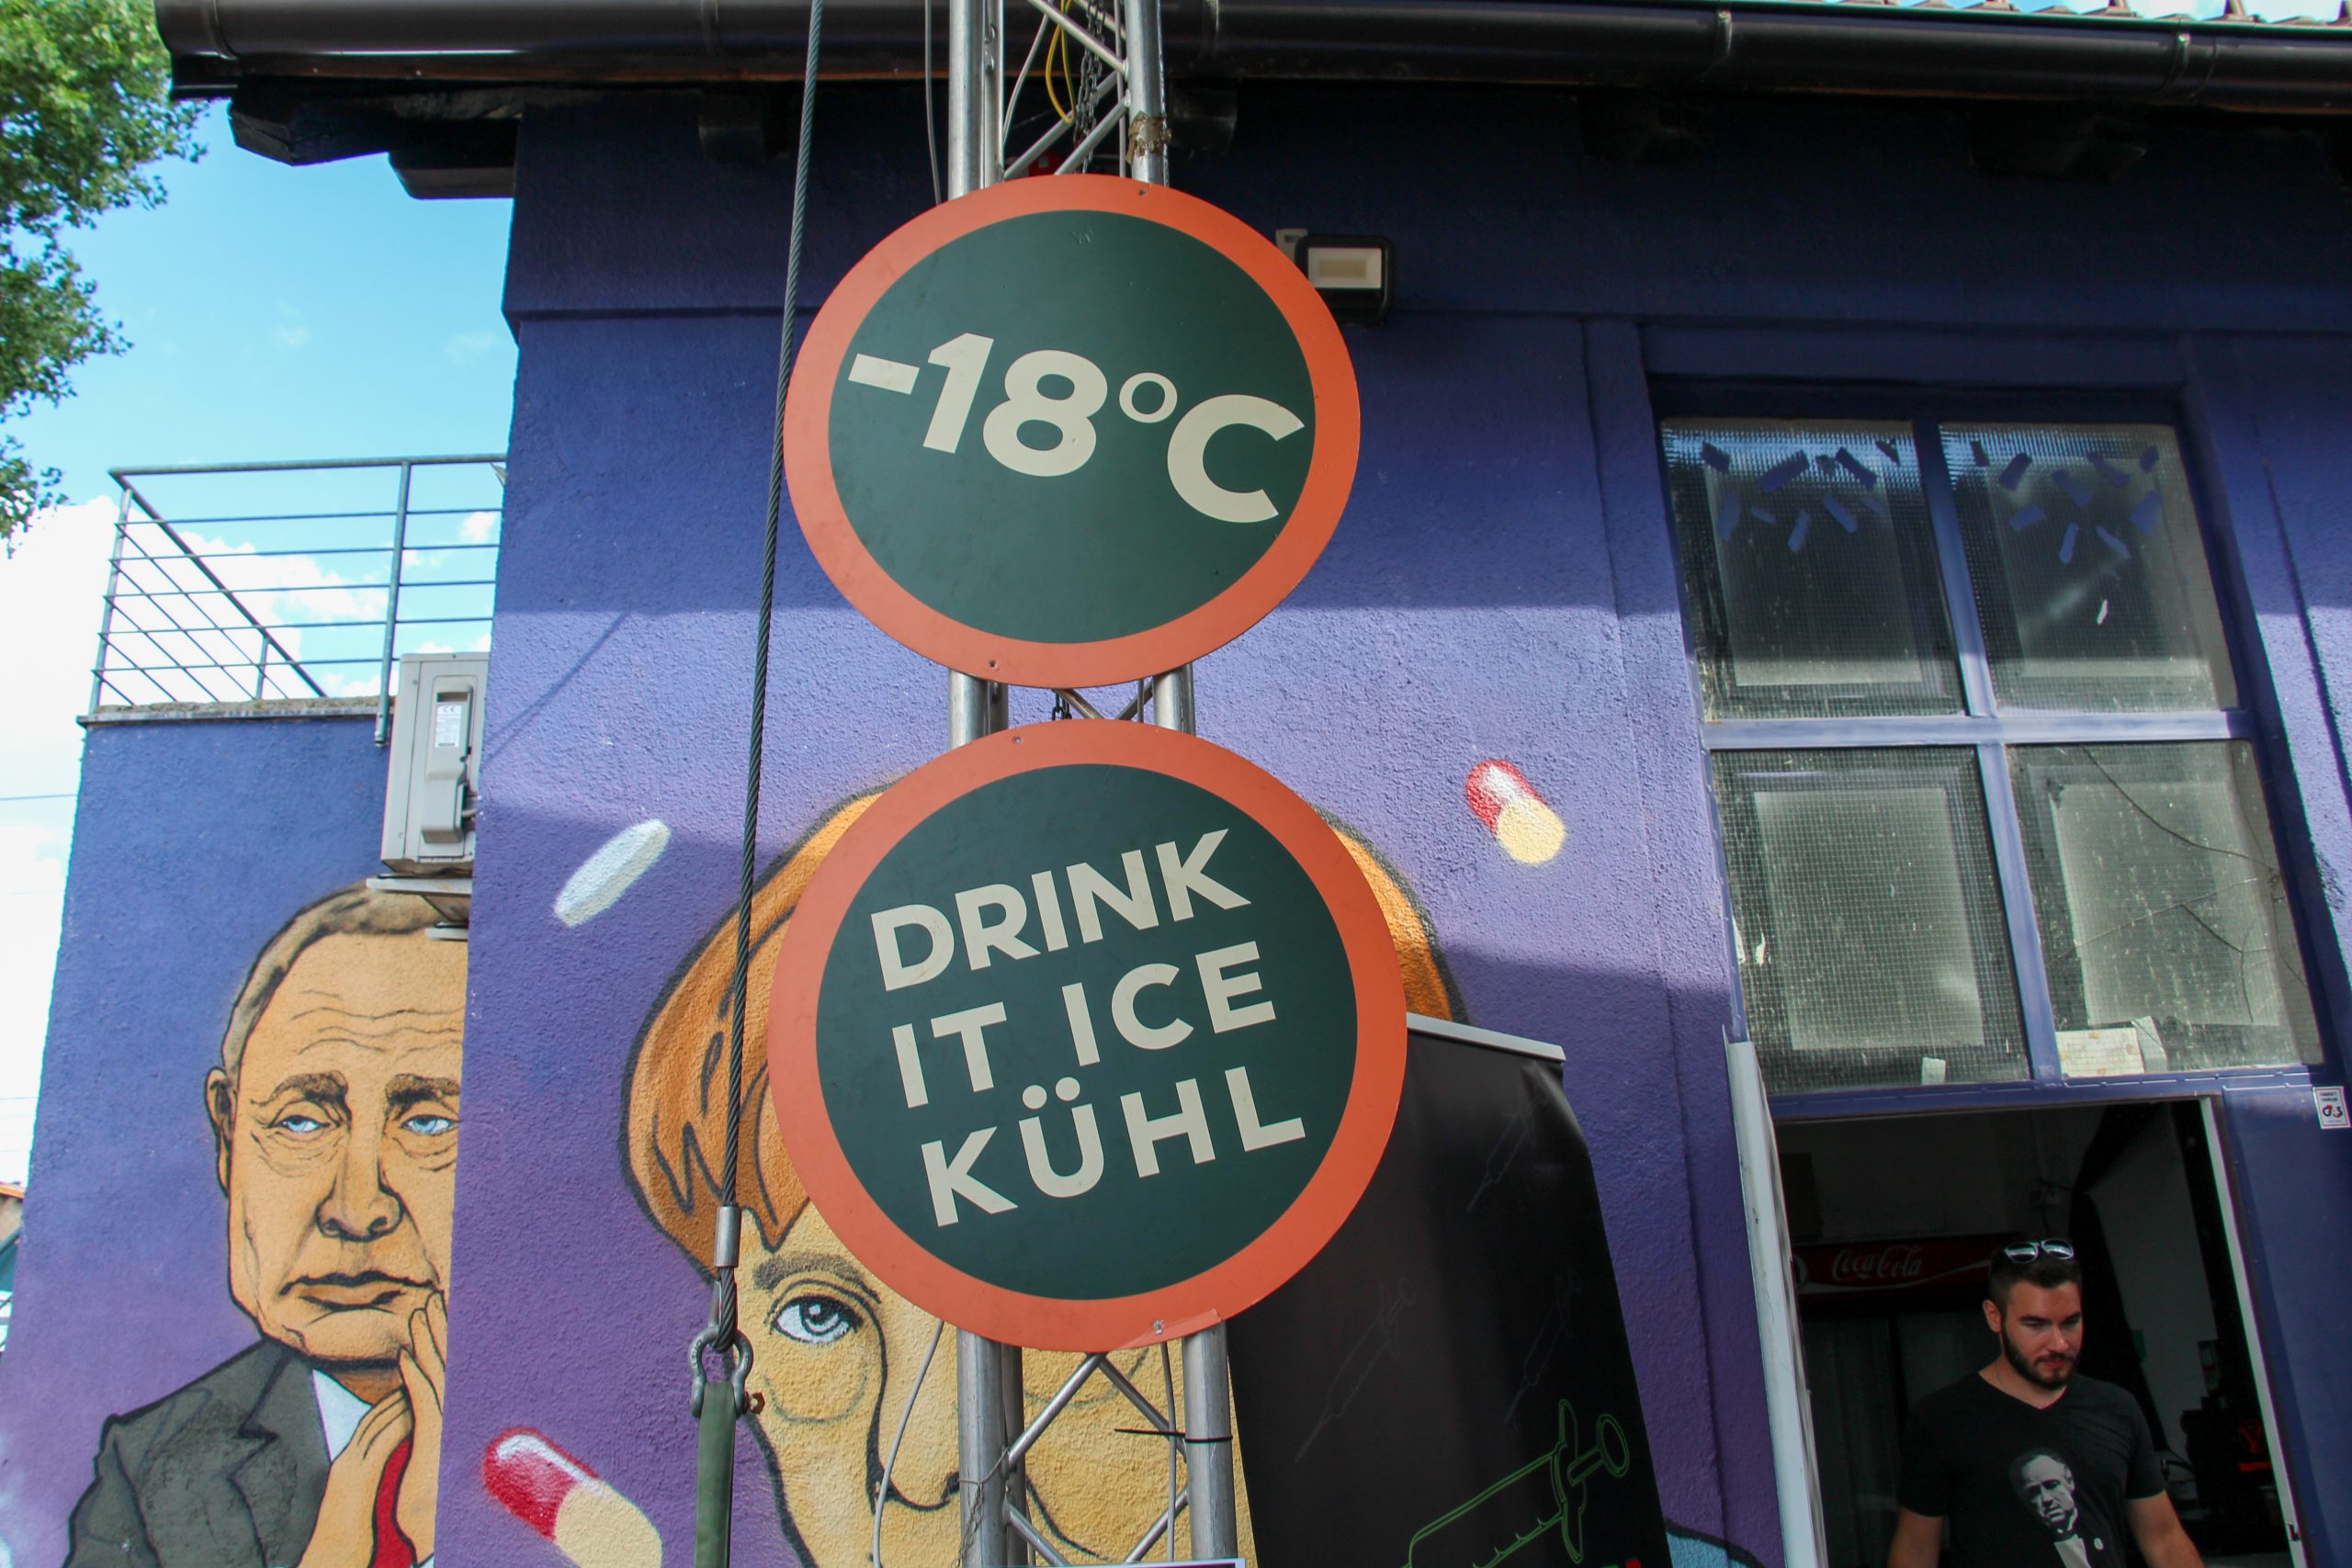 -18°C
DRINK
IT ICE
KÜHL
Coca-Cola